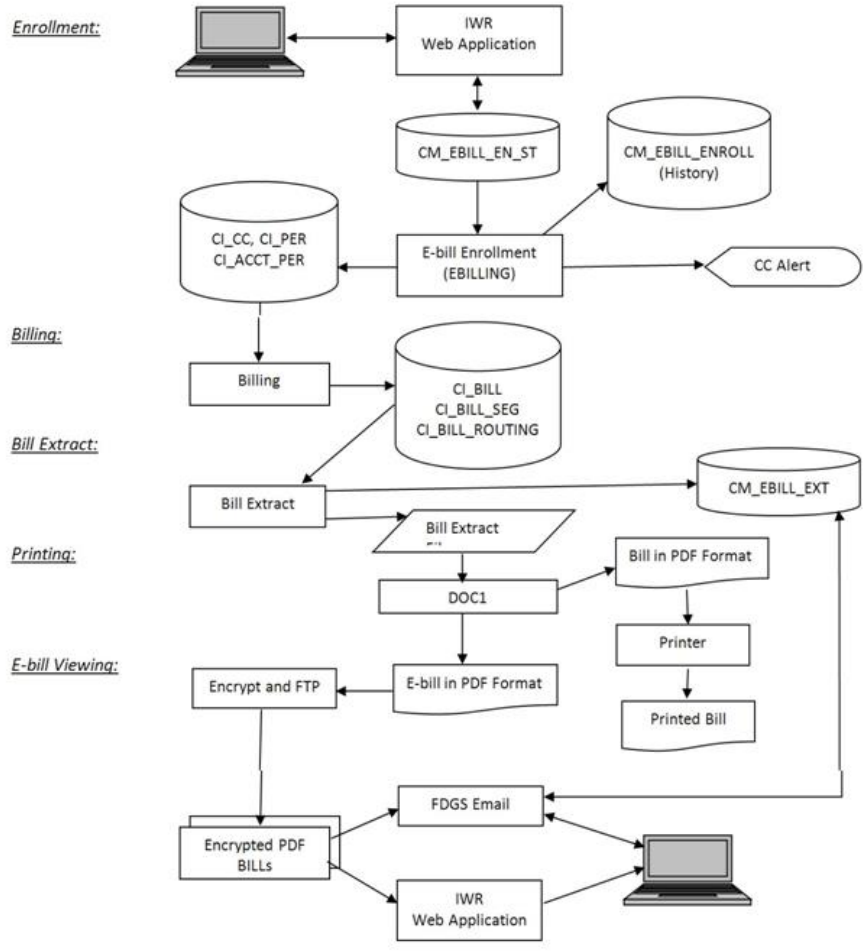 Enrollment:
IWR
Web Application
CM_EBILL_EN_ST
CM_EBILL_ENROLL
(History)
CI_CC, CI_PER
CI_ACCT_PER
E-bill Enrollment
(EBILLING)
CC Alert
Billing:
Billing
CI_BILL
CI_BILL_SEG
CI_BILL_ROUTING
Bill Extract:
Bill Extract
CM_EBILL_EXT
Bill Extract
Printing:
DOC1
Bill in PDF Format
Printer
E-bill Viewing:
Encrypt and FTP
E-bill in PDF Format
Printed Bill
FDGS Email
Encrypted PDF
BILLs
IWR
Web Application